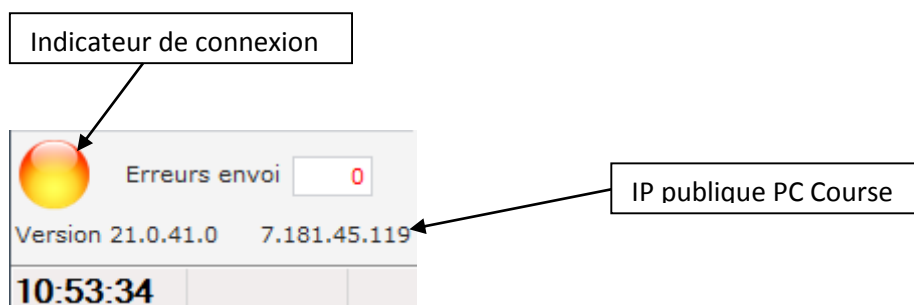 Indicateur de connexion
Erreurs envoi 0
IP publique PC Course
Version 21.0.41.0 7.181.45.119
10:53:34